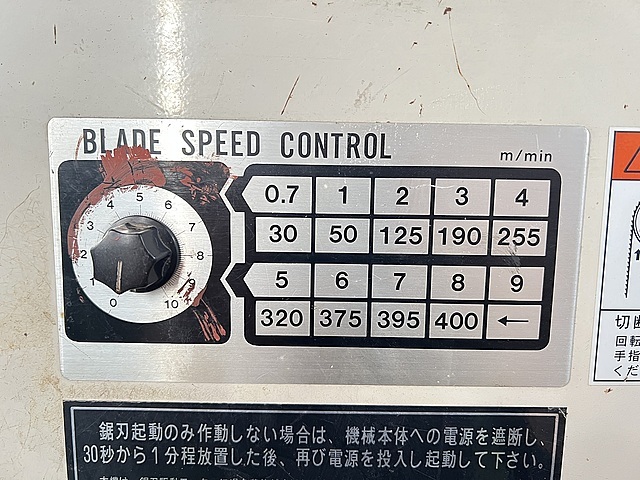 BLADE SPEED CONTROL
m/min
0 1 2 3 4 5 6 7 8 9 10
0.7 1 2 3 4
30 50 125 190 255
5 6 7 8 9
320 375 395 400 ←
切断
回転
手指
くだ
鋸刃起動のみ作動しない場合は、機械本体への電源を遮断し、
30秒から1分程放置した後、再び電源を投入し起動して下さい。